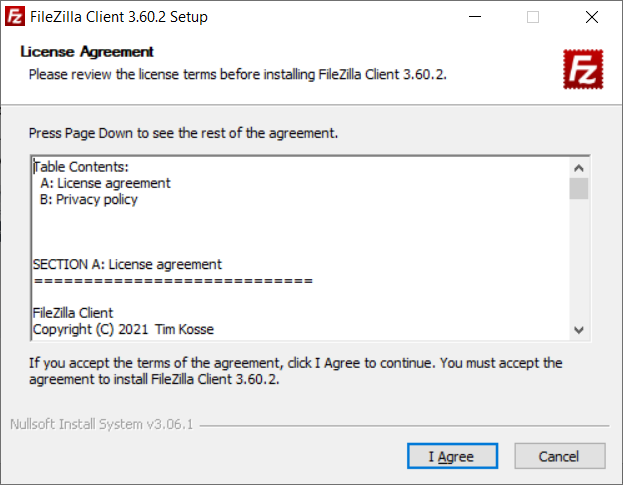 FileZilla Client 3.60.2 Setup
License Agreement
Please review the license terms before installing FileZilla Client 3.60.2.
Fz
Press Page Down to see the rest of the agreement.
Table Contents:
A: License agreement
B: Privacy policy
SECTION A: License agreement
============================
FileZilla Client
Copyright (C) 2021 Tim Kosse
If you accept the terms of the agreement, click I Agree to continue. You must accept the
agreement to install FileZilla Client 3.60.2.
Nullsoft Install System v3.06.1
I Agree
Cancel